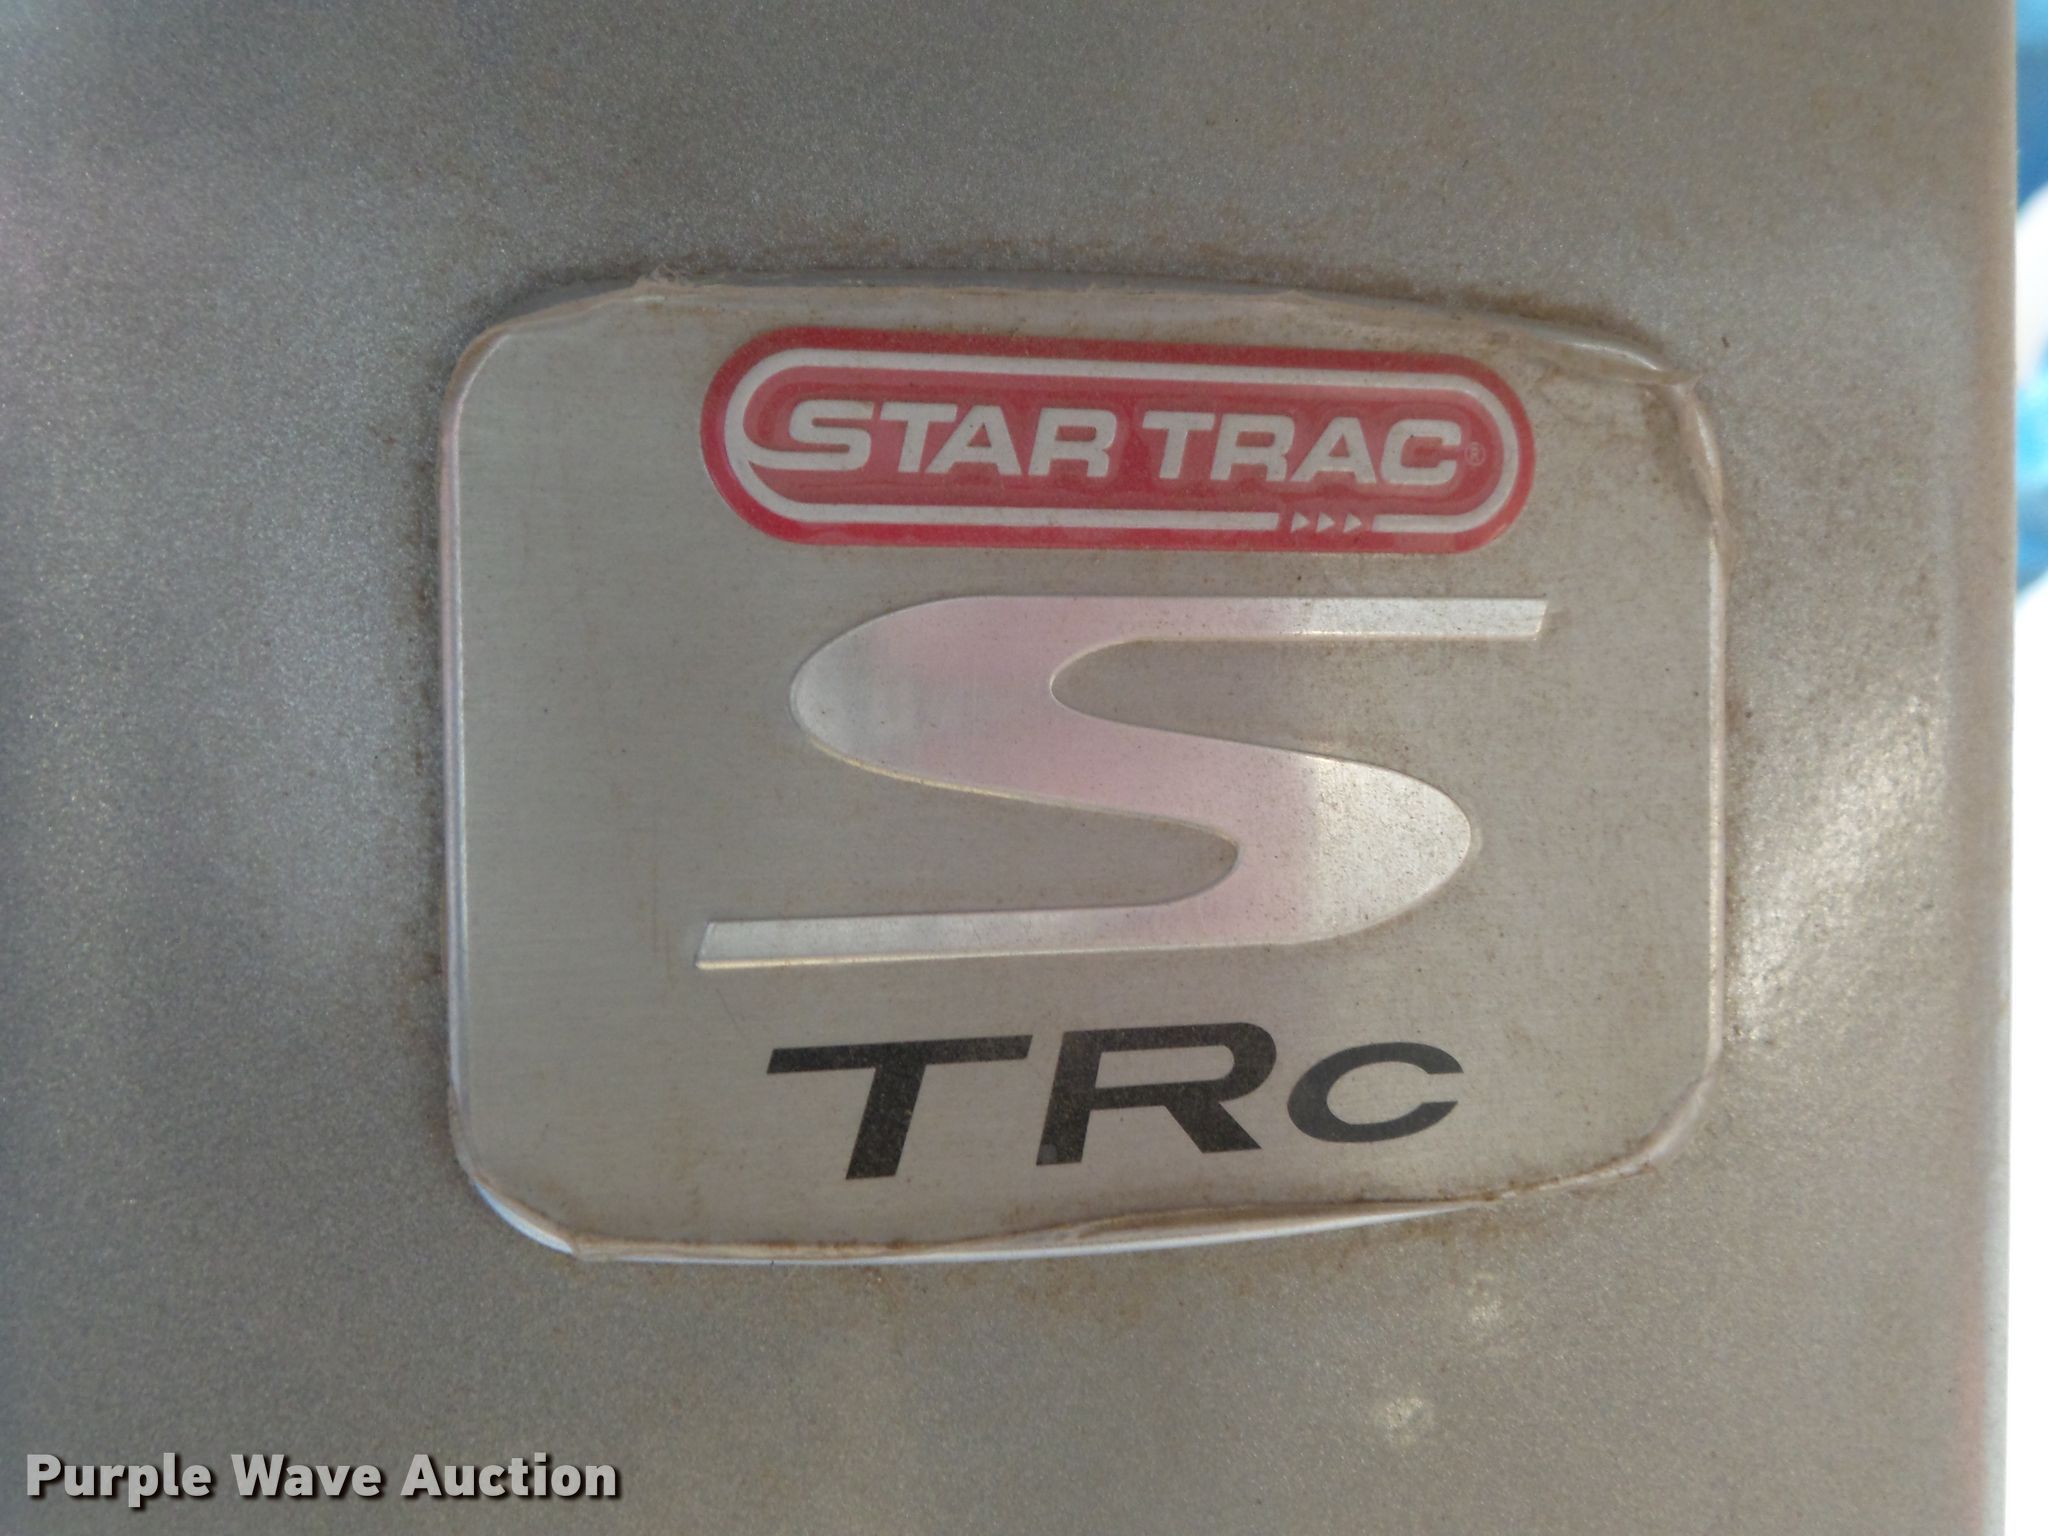 STAR TRAC®
S
TRc
Purple Wave Auction